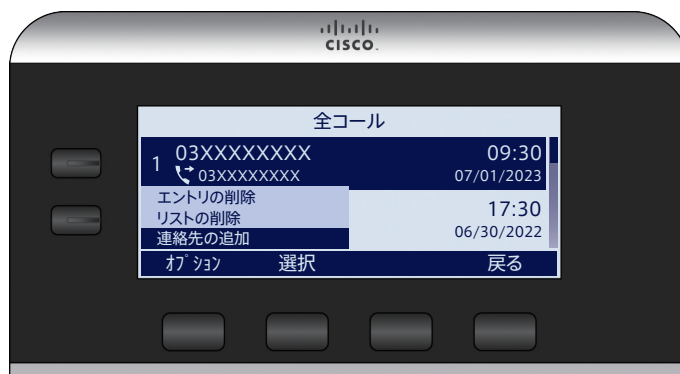 CISCO
全コール
1 03XXXXXXXXX 09:30
03XXXXXXXXX 07/01/2023
エントリの削除
リストの削除 17:30
連絡先の追加 06/30/2022
ｵﾌﾟｼｮﾝ 選択 戻る